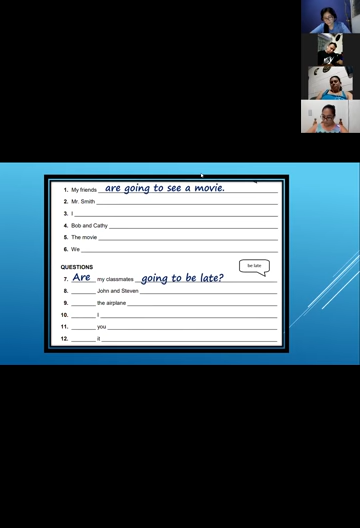 1. My friends are going to see a movie.
2. Mr. Smith
3. I
4. Bob and Cathy
5. The movie
6. We
QUESTIONS
be late
7. Are my classmates going to be late?
8. John and Steven
9. the airplane
10. I
11. you
12. it